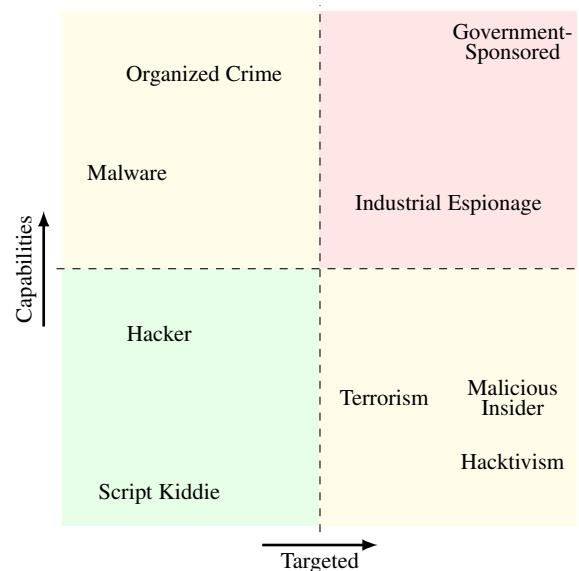 Government-
Sponsored
Organized Crime
Malware
Industrial Espionage
Capabilities
Hacker
Terrorism
Malicious
Insider
Hacktivism
Script Kiddie
Targeted